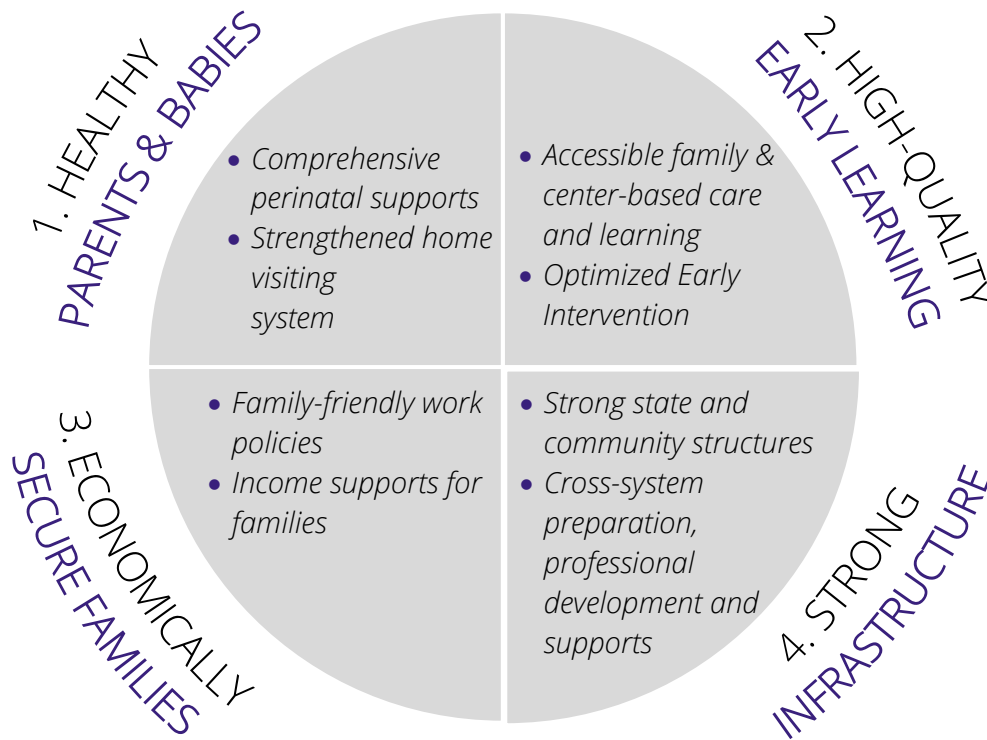 1. HEALTHY
PARENTS & BABIES
• Comprehensive
perinatal supports
• Strengthened home
visiting
system
2. HIGH-QUALITY
EARLY LEARNING
• Accessible family &
center-based care
and learning
• Optimized Early
Intervention
3. ECONOMICALLY
SECURE FAMILIES
• Family-friendly work
policies
• Income supports for
families
4. STRONG
INFRASTRUCTURE
• Strong state and
community structures
• Cross-system
preparation,
professional
development and
supports